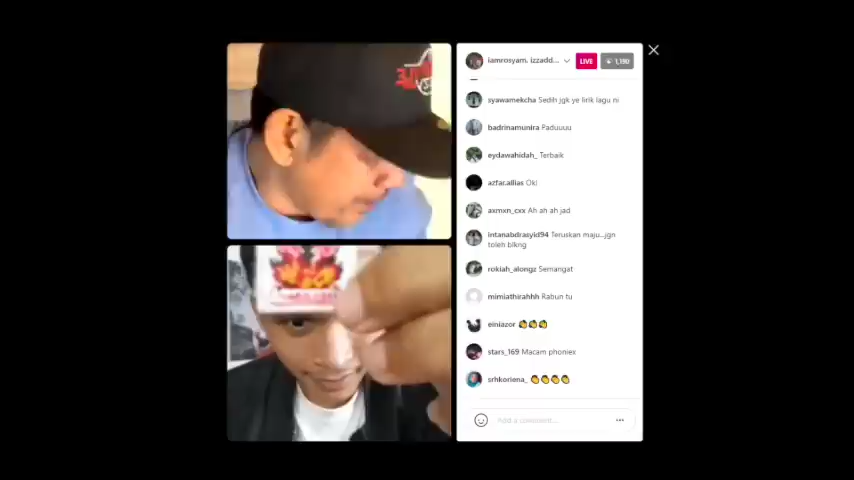 iamrosyam. izzadd...
LIVE
1,190
syawamekcha Sedih jgk ye lirik lagu ni
badrinamunira Paduuuu
eydawahidah_ Terbaik
azfar.allias Oki
axmxn_cxx Ah ah ah jad
intanabdrasyid94 Teruskan maju...jgn
toleh blkng
rokiah_alongz Semangat
mimiathirahhh Rabun tu
einiazor 👏👏👏
stars_169 Macam phoniex
srhkoriena_ 👏👏👏👏
Add a comment...